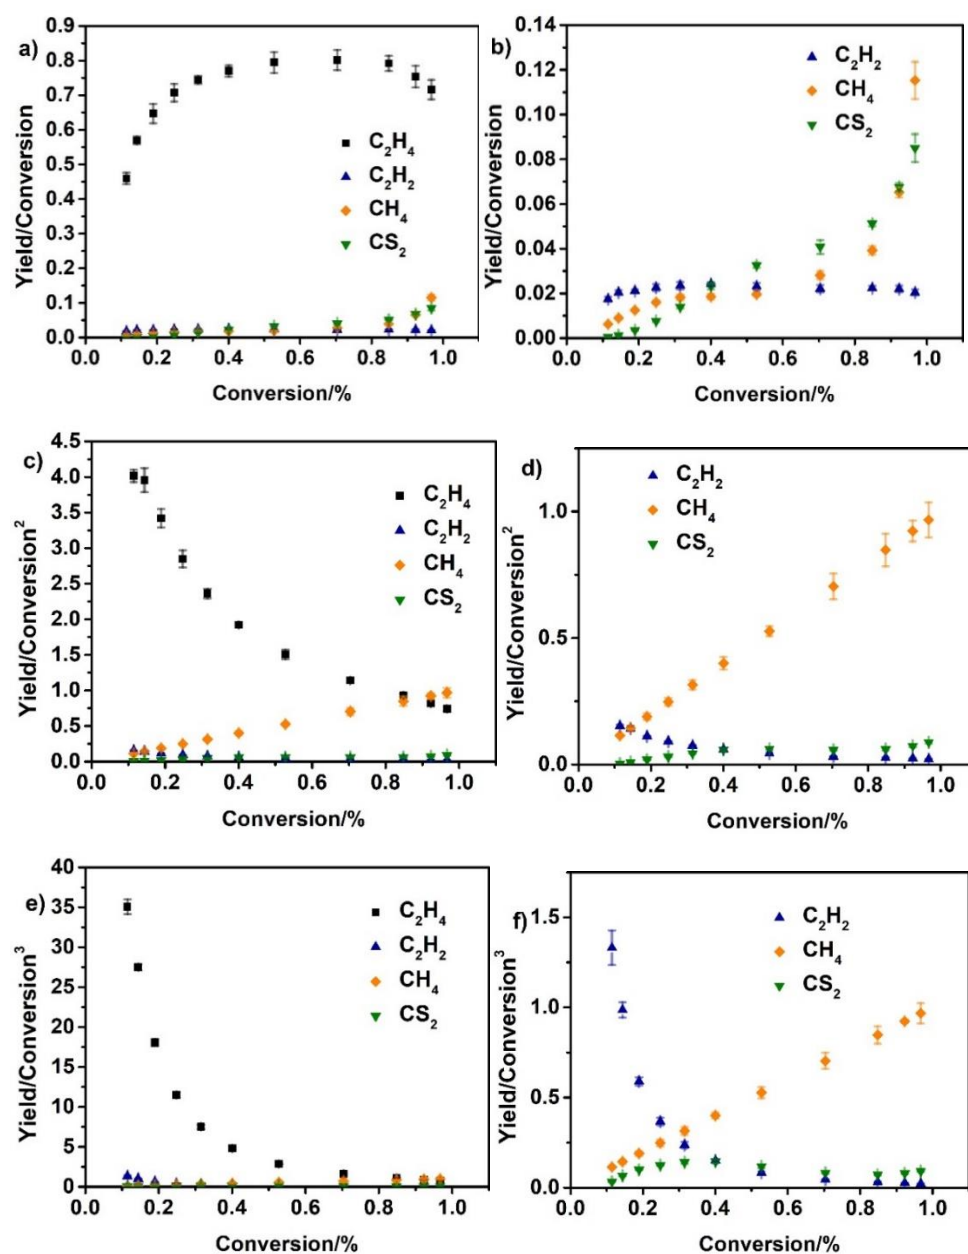 a)
Yield/Conversion
0.9
0.8
0.7
0.6
0.5
0.4
0.3
0.2
0.1
0.0
C₂H₄
C₂H₂
CH₄
CS₂
0.0 0.2 0.4 0.6 0.8 1.0
Conversion/%
b)
Yield/Conversion
0.14
0.12
0.10
0.08
0.06
0.04
0.02
0.00
C₂H₂
CH₄
CS₂
0.0 0.2 0.4 0.6 0.8 1.0
Conversion/%
c)
Yield/Conversion²
4.5
4.0
3.5
3.0
2.5
2.0
1.5
1.0
0.5
0.0
C₂H₄
C₂H₂
CH₄
CS₂
0.0 0.2 0.4 0.6 0.8 1.0
Conversion/%
d)
Yield/Conversion²
1.0
0.5
0.0
C₂H₂
CH₄
CS₂
0.0 0.2 0.4 0.6 0.8 1.0
Conversion/%
e)
Yield/Conversion³
40
35
30
25
20
15
10
5
0
C₂H₄
C₂H₂
CH₄
CS₂
0.0 0.2 0.4 0.6 0.8 1.0
Conversion/%
f)
Yield/Conversion³
1.5
1.0
0.5
0.0
C₂H₂
CH₄
CS₂
0.0 0.2 0.4 0.6 0.8 1.0
Conversion/%